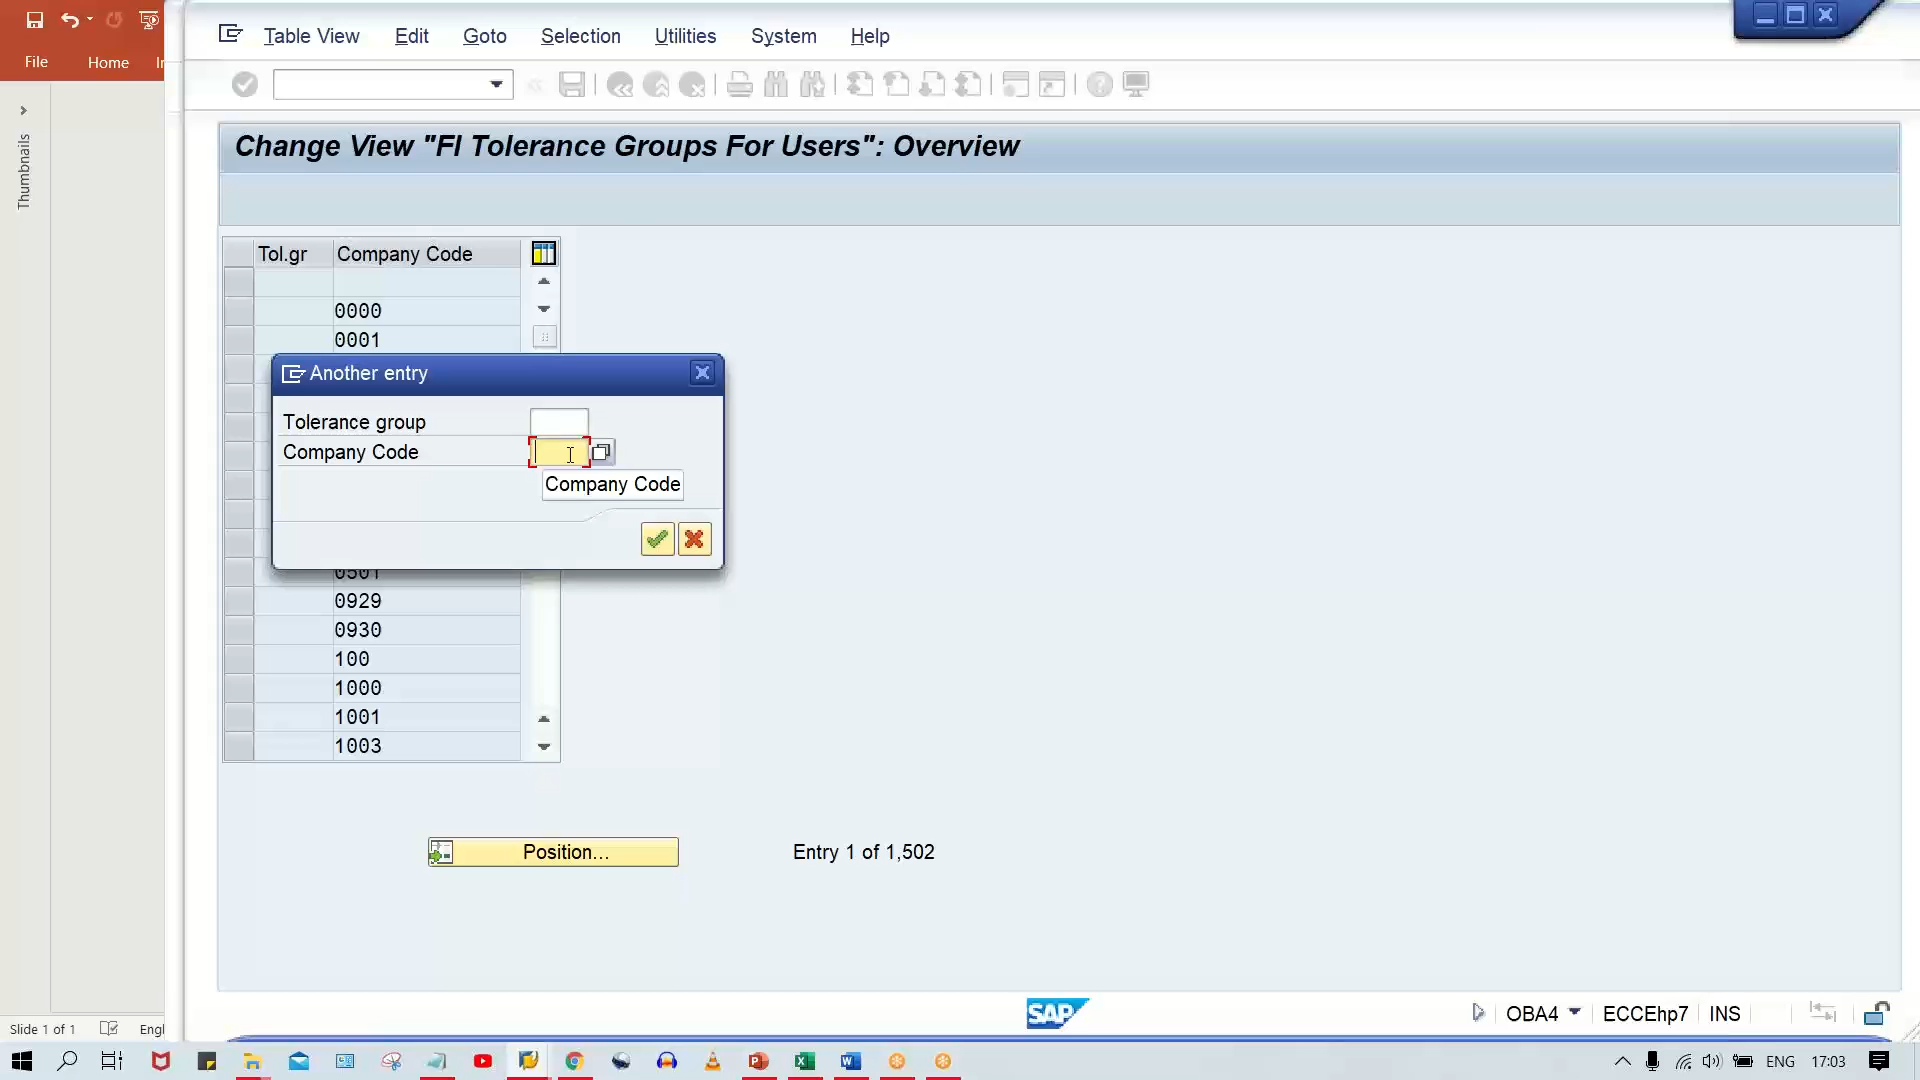 File
Home
Thumbnails
Slide 1 of 1
Engl
Table View Edit Goto Selection Utilities System Help
Change View "FI Tolerance Groups For Users": Overview
Tol.gr Company Code
0000
0001
Another entry
Tolerance group
Company Code
Company Code
0501
0929
0930
100
1000
1001
1003
Position...
Entry 1 of 1,502
SAP
OBA4 ECCEhp7 INS
ENG 17:03